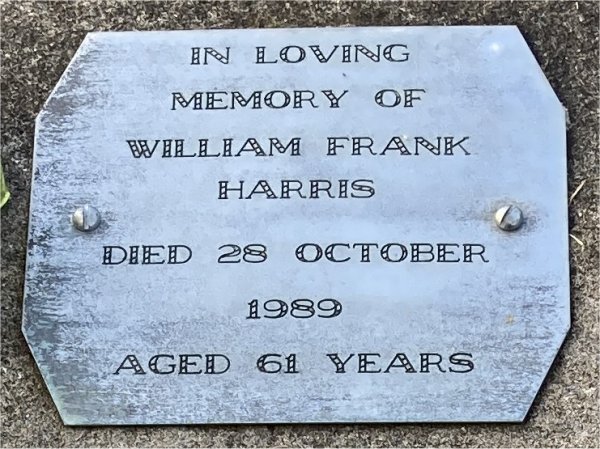 IN LOVING
MEMORY OF
WILLIAM FRANK
HARRIS
DIED 28 OCTOBER
1989
AGED 61 YEARS